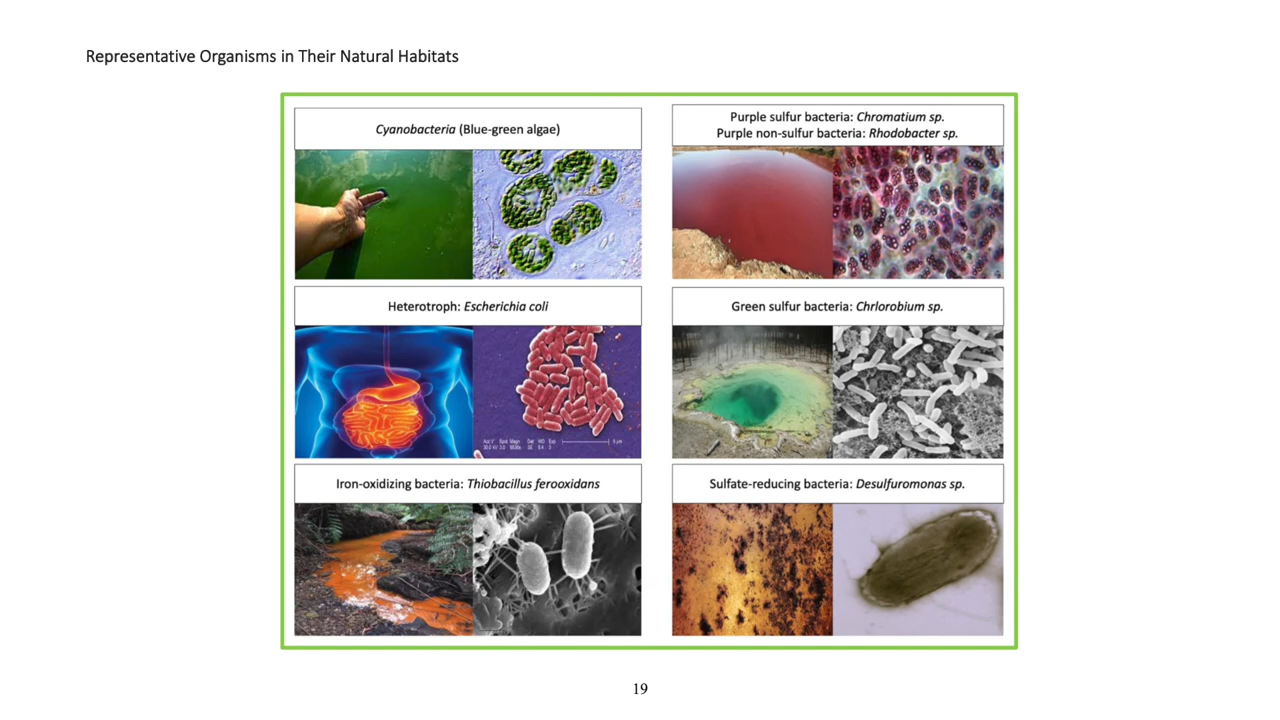 Representative Organisms in Their Natural Habitats
Cyanobacteria (Blue-green algae)
Purple sulfur bacteria: Chromatium sp.
Purple non-sulfur bacteria: Rhodobacter sp.
Heterotroph: Escherichia coli
Green sulfur bacteria: Chrlorobium sp.
Iron-oxidizing bacteria: Thiobacillus ferooxidans
Sulfate-reducing bacteria: Desulfuromonas sp.
19